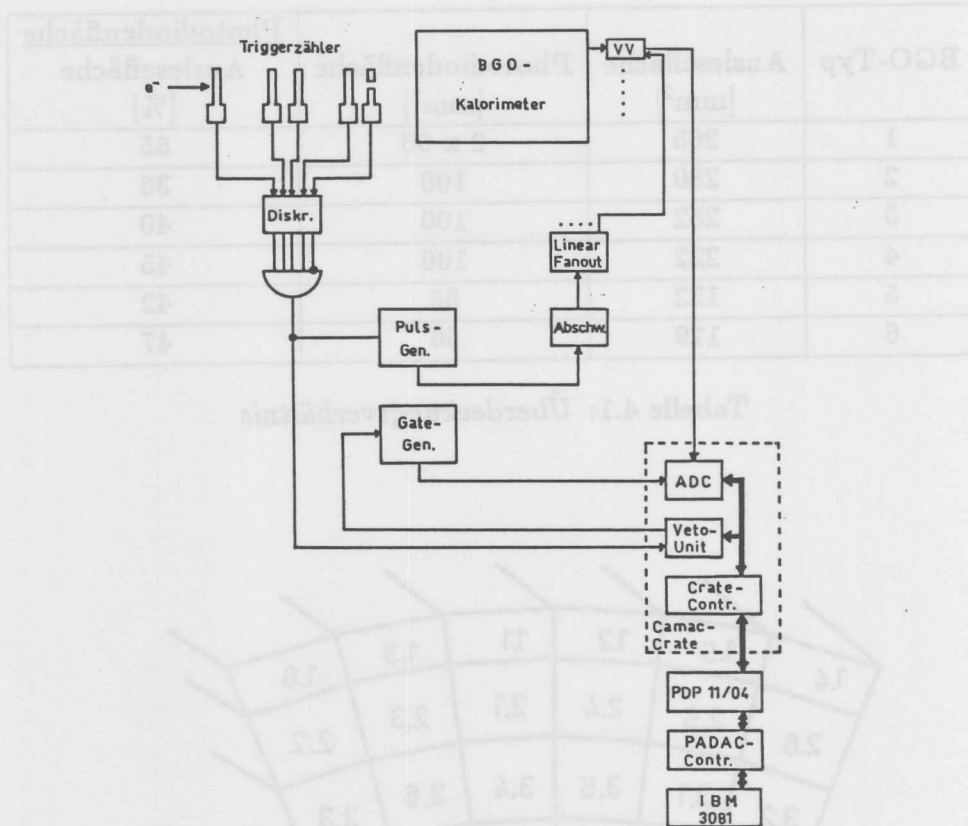 Triggerzähler
e⁻
BGO-
Kalorimeter
VV
Diskr.
Linear
Fanout
Puls-
Gen.
Abschw.
Gate-
Gen.
ADC
Veto-
Unit
Crate-
Contr.
Camac-
Crate
PDP 11/04
PADAC-
Contr.
IBM
3081